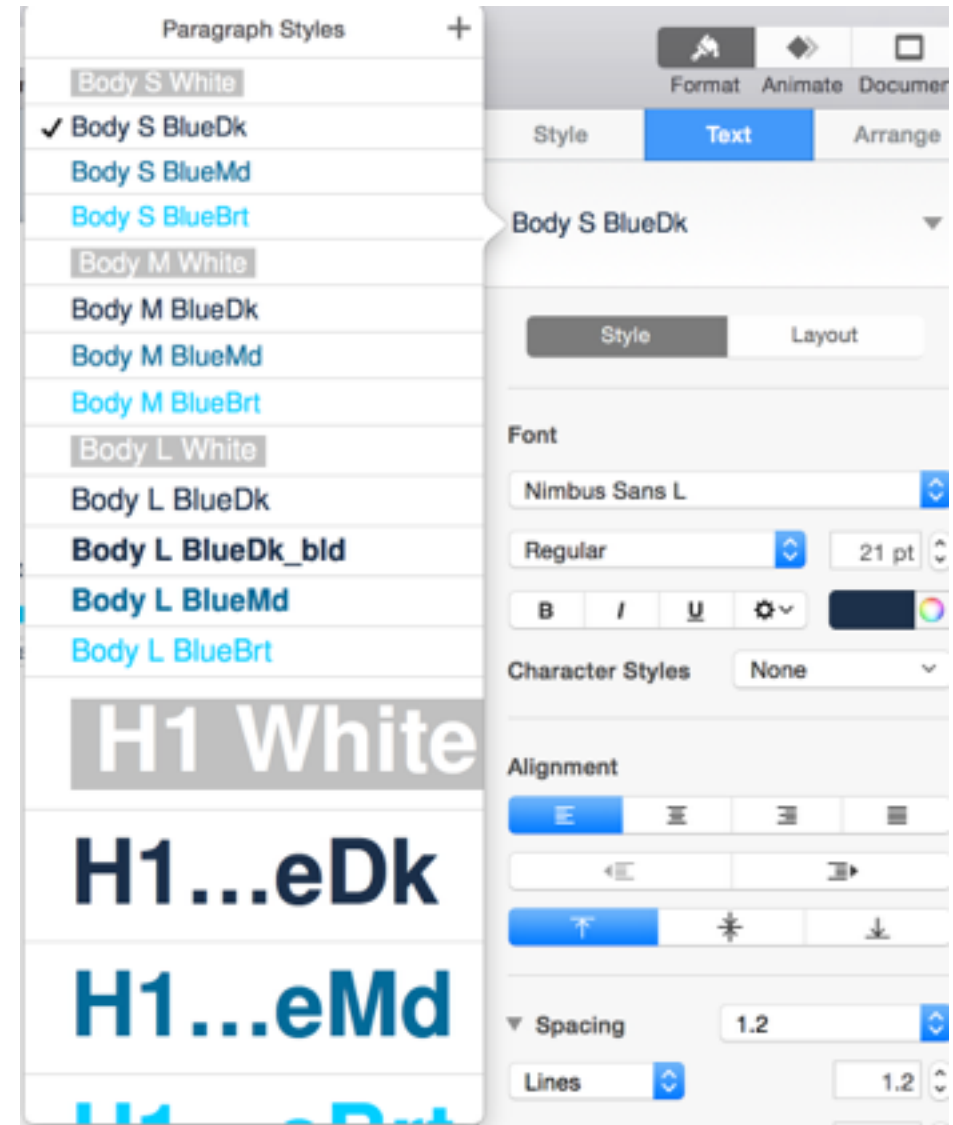 Paragraph Styles +
Body S White
✓ Body S BlueDk
Body S BlueMd
Body S BlueBrt
Body M White
Body M BlueDk
Body M BlueMd
Body M BlueBrt
Body L White
Body L BlueDk
Body L BlueDk_bld
Body L BlueMd
Body L BlueBrt
H1 White
H1...eDk
H1...eMd
H1...eBrt
Format Animate Documen
Style Text Arrange
Body S BlueDk
Style Layout
Font
Nimbus Sans L
Regular 21 pt
B I U
Character Styles None
Alignment
Spacing 1.2
Lines 1.2